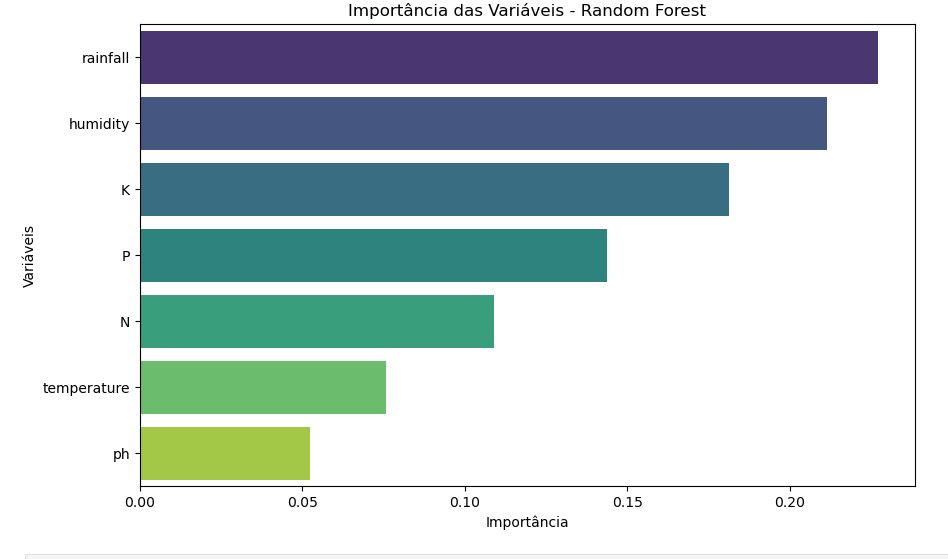 Importância das Variáveis - Random Forest
rainfall
humidity
K
P
N
temperature
ph
Variáveis
0.00 0.05 0.10 0.15 0.20
Importância